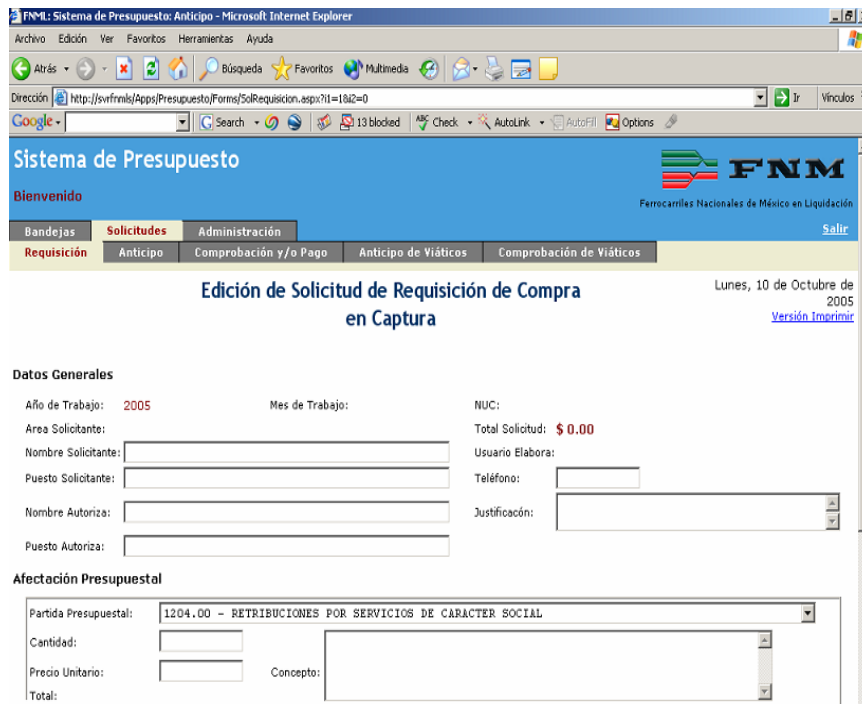 FNML: Sistema de Presupuesto: Anticipo - Microsoft Internet Explorer
Archivo Edición Ver Favoritos Herramientas Ayuda
Atrás Búsqueda Favoritos Multimedia
Dirección http://svrfnmls/Apps/Presupuesto/Forms/SolRequisicion.aspx?i1=1&i2=0 Ir Vínculos
Google Search 13 blocked ABC Check AutoLink AutoFill Options
Sistema de Presupuesto
FNM
Bienvenido
Ferrocarriles Nacionales de México en Liquidación
Bandejas Solicitudes Administración Salir
Requisición Anticipo Comprobación y/o Pago Anticipo de Viáticos Comprobación de Viáticos
Edición de Solicitud de Requisición de Compra
en Captura
Lunes, 10 de Octubre de
2005
Versión Imprimir
Datos Generales
Año de Trabajo: 2005 Mes de Trabajo: NUC:
Area Solicitante: Total Solicitud: $ 0.00
Nombre Solicitante: Usuario Elabora:
Puesto Solicitante: Teléfono:
Nombre Autoriza: Justificacón:
Puesto Autoriza:
Afectación Presupuestal
Partida Presupuestal: 1204.00 - RETRIBUCIONES POR SERVICIOS DE CARACTER SOCIAL
Cantidad:
Precio Unitario: Concepto:
Total: